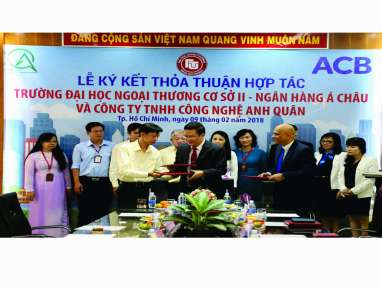 ĐẢNG CỘNG SẢN VIỆT NAM QUANG VINH MUÔN NĂM
ACB
LỄ KÝ KẾT THỎA THUẬN HỢP TÁC
TRƯỜNG ĐẠI HỌC NGOẠI THƯƠNG CƠ SỞ II - NGÂN HÀNG Á CHÂU
VÀ CÔNG TY TNHH CÔNG NGHỆ ANH QUÂN
Tp. Hồ Chí Minh, ngày 09 tháng 02 năm 2018